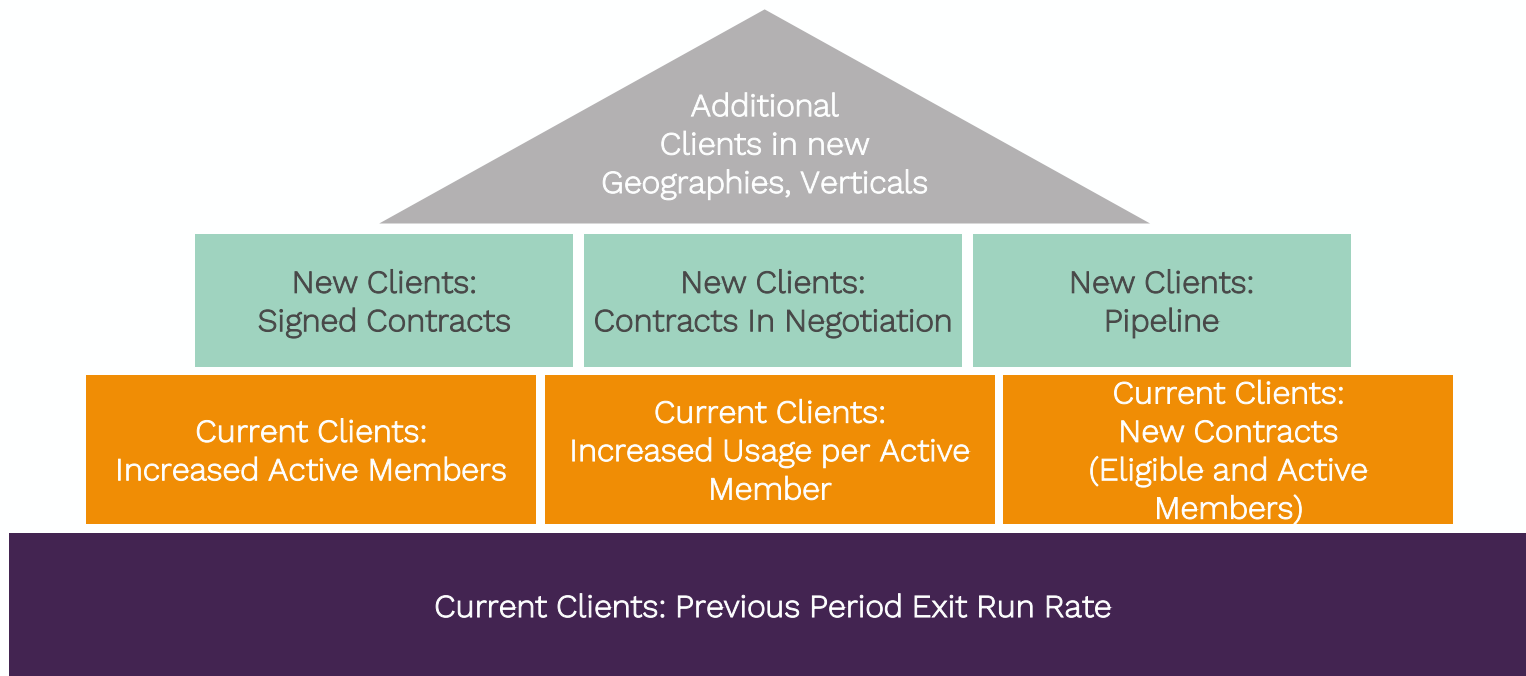 Additional
Clients in new
Geographies, Verticals
New Clients:
Signed Contracts
New Clients:
Contracts In Negotiation
New Clients:
Pipeline
Current Clients:
Increased Active Members
Current Clients:
Increased Usage per Active
Member
Current Clients:
New Contracts
(Eligible and Active
Members)
Current Clients: Previous Period Exit Run Rate